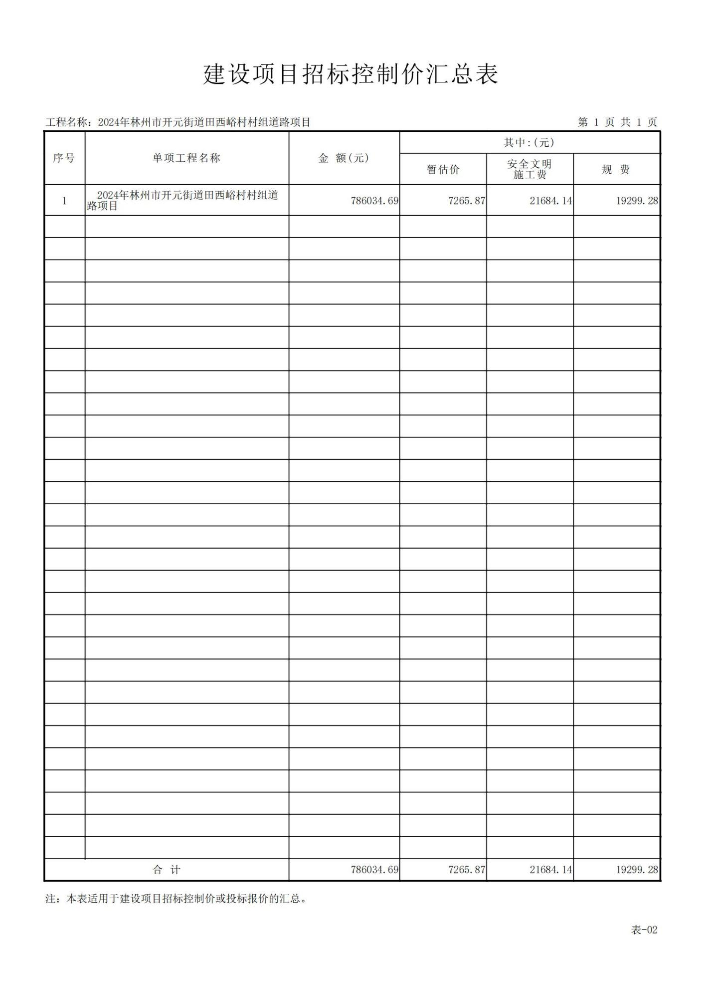 建设项目招标控制价汇总表
工程名称：2024年林州市开元街道田西峪村村组道路项目 第 1 页 共 1 页
序号 单项工程名称 金 额(元) 其中:(元)
暂估价 安全文明施工费 规 费
1 2024年林州市开元街道田西峪村村组道路项目 786034.69 7265.87 21684.14 19299.28
合 计 786034.69 7265.87 21684.14 19299.28
注：本表适用于建设项目招标控制价或投标报价的汇总。
表-02